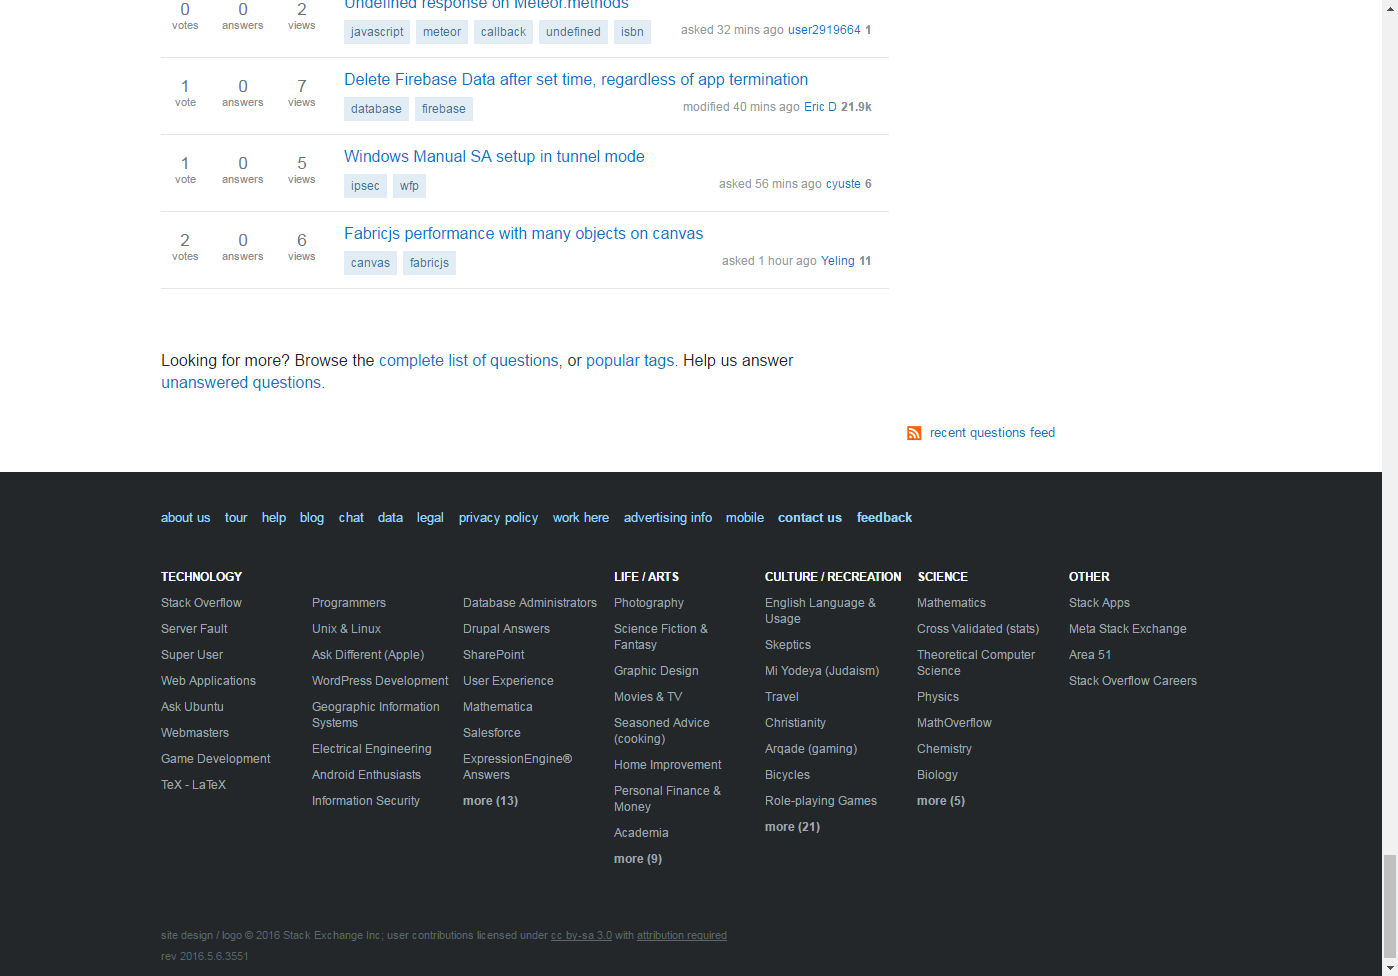 0 0 2 Undefined response on Meteor.methods
votes answers views
javascript meteor callback undefined isbn asked 32 mins ago user2919664 1
1 0 7 Delete Firebase Data after set time, regardless of app termination
vote answers views
database firebase modified 40 mins ago Eric D 21.9k
1 0 5 Windows Manual SA setup in tunnel mode
vote answers views
ipsec wfp asked 56 mins ago cyuste 6
2 0 6 Fabricjs performance with many objects on canvas
votes answers views
canvas fabricjs asked 1 hour ago Yeling 11
Looking for more? Browse the complete list of questions, or popular tags. Help us answer
unanswered questions.
recent questions feed
about us tour help blog chat data legal privacy policy work here advertising info mobile contact us feedback
TECHNOLOGY
Stack Overflow
Server Fault
Super User
Web Applications
Ask Ubuntu
Webmasters
Game Development
TeX - LaTeX
Programmers
Unix & Linux
Ask Different (Apple)
WordPress Development
Geographic Information
Systems
Electrical Engineering
Android Enthusiasts
Information Security
Database Administrators
Drupal Answers
SharePoint
User Experience
Mathematica
Salesforce
ExpressionEngine®
Answers
more (13)
LIFE / ARTS
Photography
Science Fiction &
Fantasy
Graphic Design
Movies & TV
Seasoned Advice
(cooking)
Home Improvement
Personal Finance &
Money
Academia
more (9)
CULTURE / RECREATION
English Language &
Usage
Skeptics
Mi Yodeya (Judaism)
Travel
Christianity
Arqade (gaming)
Bicycles
Role-playing Games
more (21)
SCIENCE
Mathematics
Cross Validated (stats)
Theoretical Computer
Science
Physics
MathOverflow
Chemistry
Biology
more (5)
OTHER
Stack Apps
Meta Stack Exchange
Area 51
Stack Overflow Careers
site design / logo © 2016 Stack Exchange Inc; user contributions licensed under cc by-sa 3.0 with attribution required
rev 2016.5.6.3551